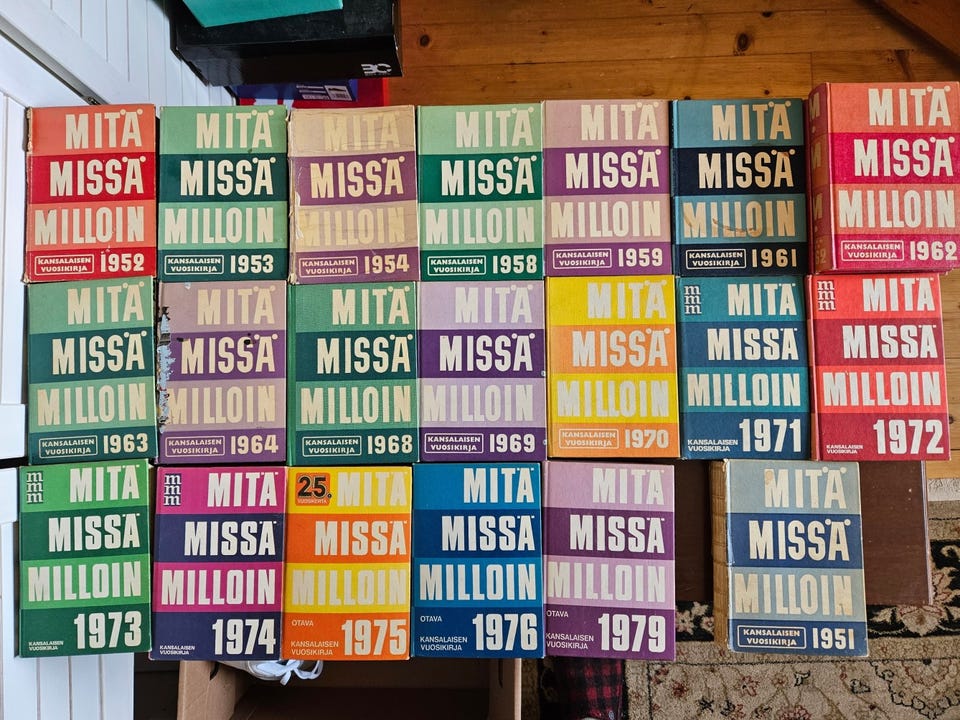 MITÄ
MISSÄ
MILLOIN
KANSALAISEN
VUOSIKIRJA
1952
MITÄ
MISSÄ
MILLOIN
KANSALAISEN
VUOSIKIRJA
1953
MITÄ
MISSÄ
MILLOIN
KANSALAISEN
VUOSIKIRJA
1954
MITÄ
MISSÄ
MILLOIN
KANSALAISEN
VUOSIKIRJA
1958
MITÄ
MISSÄ
MILLOIN
KANSALAISEN
VUOSIKIRJA
1959
MITÄ
MISSÄ
MILLOIN
KANSALAISEN
VUOSIKIRJA
1961
MITÄ
MISSÄ
MILLOIN
KANSALAISEN
VUOSIKIRJA
1962
MITÄ
MISSÄ
MILLOIN
KANSALAISEN
VUOSIKIRJA
1963
MITÄ
MISSÄ
MILLOIN
KANSALAISEN
VUOSIKIRJA
1964
MITÄ
MISSÄ
MILLOIN
KANSALAISEN
VUOSIKIRJA
1968
MITÄ
MISSÄ
MILLOIN
KANSALAISEN
VUOSIKIRJA
1969
MITÄ
MISSÄ
MILLOIN
KANSALAISEN
VUOSIKIRJA
1970
mmm
MITÄ
MISSÄ
MILLOIN
KANSALAISEN
VUOSIKIRJA
1971
mmm
MITÄ
MISSÄ
MILLOIN
KANSALAISEN
VUOSIKIRJA
1972
mmm
MITÄ
MISSÄ
MILLOIN
KANSALAISEN
VUOSIKIRJA
1973
mmm
MITÄ
MISSÄ
MILLOIN
KANSALAISEN
VUOSIKIRJA
1974
25.
VUOSIKERTA
MITÄ
MISSÄ
MILLOIN
OTAVA
KANSALAISEN
VUOSIKIRJA
1975
MITÄ
MISSÄ
MILLOIN
OTAVA
KANSALAISEN
VUOSIKIRJA
1976
MITÄ
MISSÄ
MILLOIN
OTAVA
KANSALAISEN
VUOSIKIRJA
1979
MITÄ
MISSÄ
MILLOIN
KANSALAISEN
VUOSIKIRJA
1951